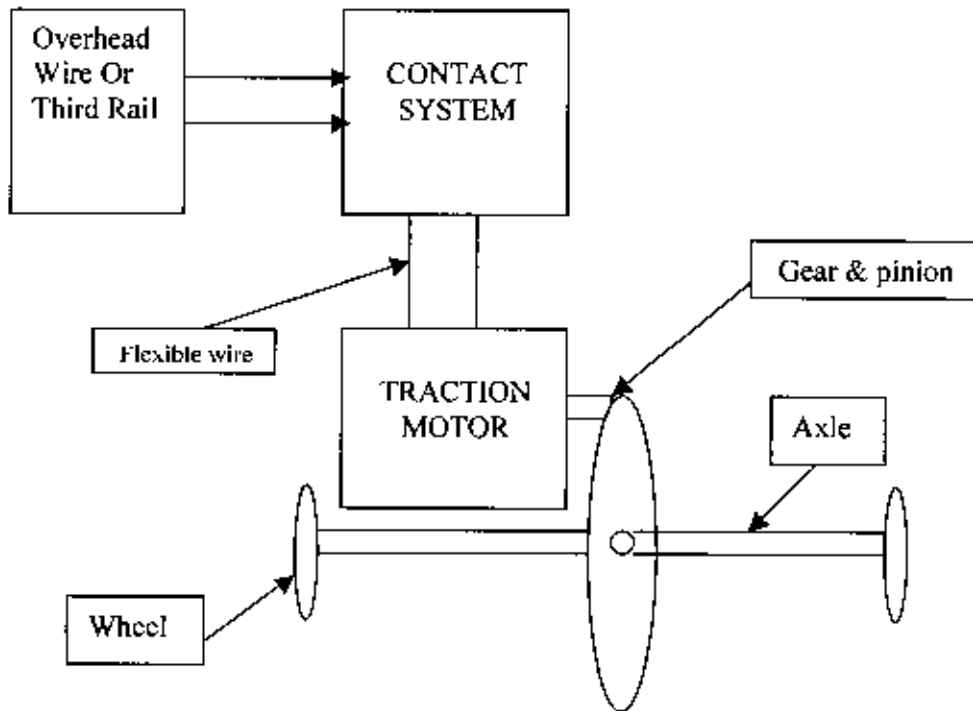 Overhead
Wire Or
Third Rail
CONTACT
SYSTEM
Gear & pinion
Flexible wire
TRACTION
MOTOR
Axle
Wheel